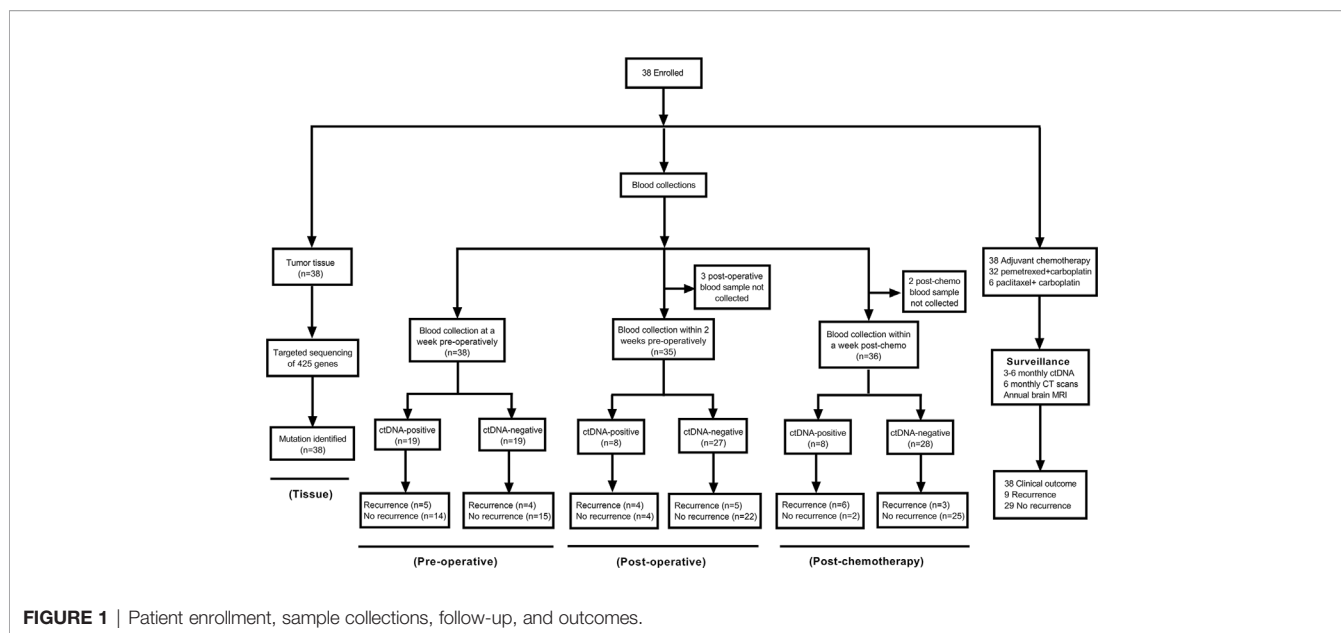 38 Enrolled
Blood collections
Tumor tissue
(n=38)
Targeted sequencing
of 425 genes
Mutation identified
(n=38)
(Tissue)
Blood collection at a
week pre-operatively
(n=38)
ctDNA-positive
(n=19)
ctDNA-negative
(n=19)
Recurrence (n=5)
No recurrence (n=14)
Recurrence (n=4)
No recurrence (n=15)
(Pre-operative)
3 post-operative
blood sample not
collected
Blood collection within 2
weeks pre-operatively
(n=35)
ctDNA-positive
(n=8)
ctDNA-negative
(n=27)
Recurrence (n=4)
No recurrence (n=4)
Recurrence (n=5)
No recurrence (n=22)
(Post-operative)
2 post-chemo
blood sample
not collected
Blood collection within
a week post-chemo
(n=36)
ctDNA-positive
(n=8)
ctDNA-negative
(n=28)
Recurrence (n=6)
No recurrence (n=2)
Recurrence (n=3)
No recurrence (n=25)
(Post-chemotherapy)
38 Adjuvant chemotherapy
32 pemetrexed+carboplatin
6 paclitaxel+ carboplatin
Surveillance
3-6 monthly ctDNA
6 monthly CT scans
Annual brain MRI
38 Clinical outcome
9 Recurrence
29 No recurrence
FIGURE 1 | Patient enrollment, sample collections, follow-up, and outcomes.